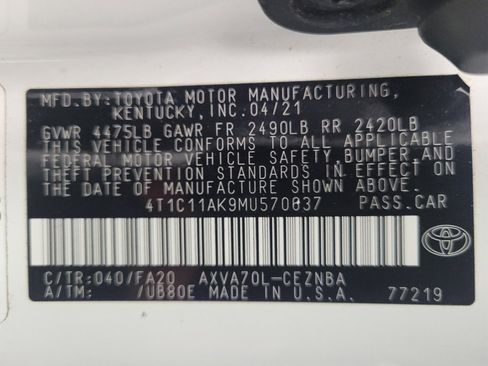 MFD.BY:TOYOTA MOTOR MANUFACTURING,
KENTUCKY, INC. 04/21
GVWR 4475LB GAWR FR 2490LB RR 2420LB
THIS VEHICLE CONFORMS TO ALL APPLICABLE
FEDERAL MOTOR VEHICLE SAFETY, BUMPER, AND
THEFT PREVENTION STANDARDS IN EFFECT ON
THE DATE OF MANUFACTURE SHOWN ABOVE.
4T1C11AK9MU570837 PASS.CAR
C/TR:040/FA20 AXVA70L-CEZNBA
A/TM: /UB80E MADE IN U.S.A. 77219
TOYOTA